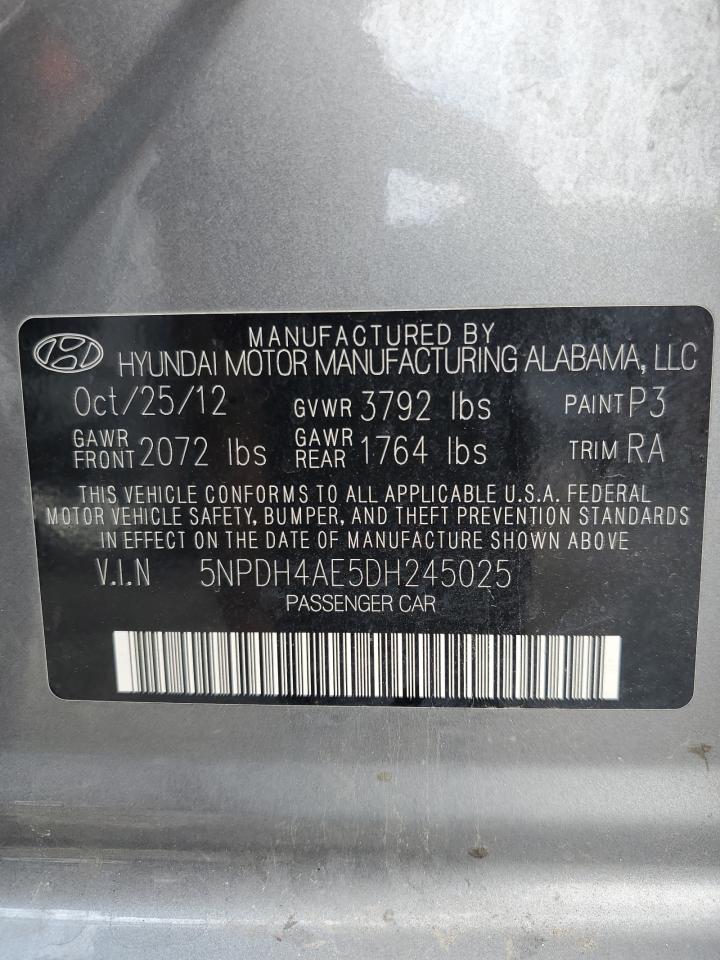 MANUFACTURED BY
HYUNDAI MOTOR MANUFACTURING ALABAMA, LLC
Oct/25/12 GVWR 3792 lbs PAINT P3
GAWR FRONT 2072 lbs GAWR REAR 1764 lbs TRIM RA
THIS VEHICLE CONFORMS TO ALL APPLICABLE U.S.A. FEDERAL
MOTOR VEHICLE SAFETY, BUMPER, AND THEFT PREVENTION STANDARDS
IN EFFECT ON THE DATE OF MANUFACTURE SHOWN ABOVE
V.I.N 5NPDH4AE5DH245025
PASSENGER CAR